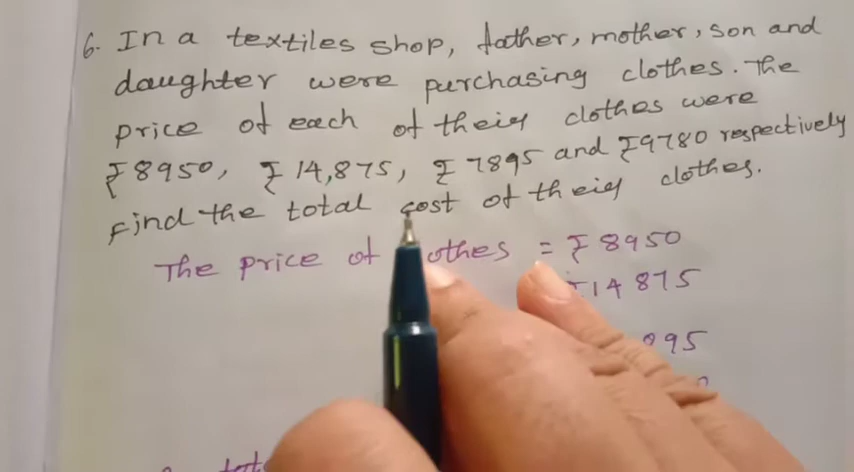 6. In a textiles shop, father, mother, son and
daughter were purchasing clothes. The
price of each of their clothes were
₹8950, ₹14,875, ₹7895 and ₹9780 respectively
Find the total cost of their clothes.
The price of othes = ₹8950
14875
895